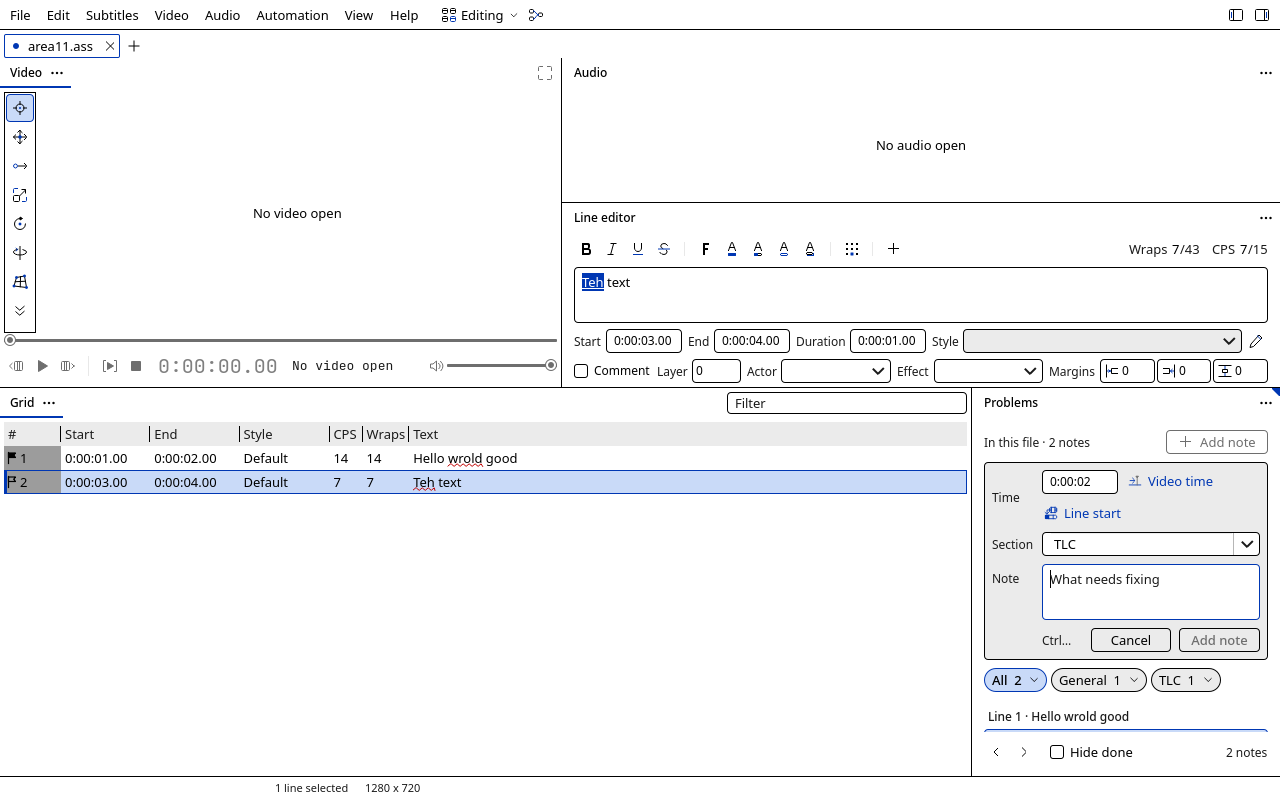 File Edit Subtitles Video Audio Automation View Help Editing
area11.ass
Video
Audio
No video open
No audio open
Line editor
B I U S F A A A A Wraps 7/43 CPS 7/15
Teh text
Start 0:00:03.00 End 0:00:04.00 Duration 0:00:01.00 Style
0:00:00.00 No video open
Comment Layer 0 Actor Effect Margins 0 0 0
Grid Filter
# Start End Style CPS Wraps Text
1 0:00:01.00 0:00:02.00 Default 14 14 Hello wrold good
2 0:00:03.00 0:00:04.00 Default 7 7 Teh text
Problems
In this file · 2 notes Add note
Time 0:00:02 Video time
Line start
Section TLC
Note What needs fixing
Ctrl... Cancel Add note
All 2 General 1 TLC 1
Line 1 · Hello wrold good
Hide done 2 notes
1 line selected 1280 x 720